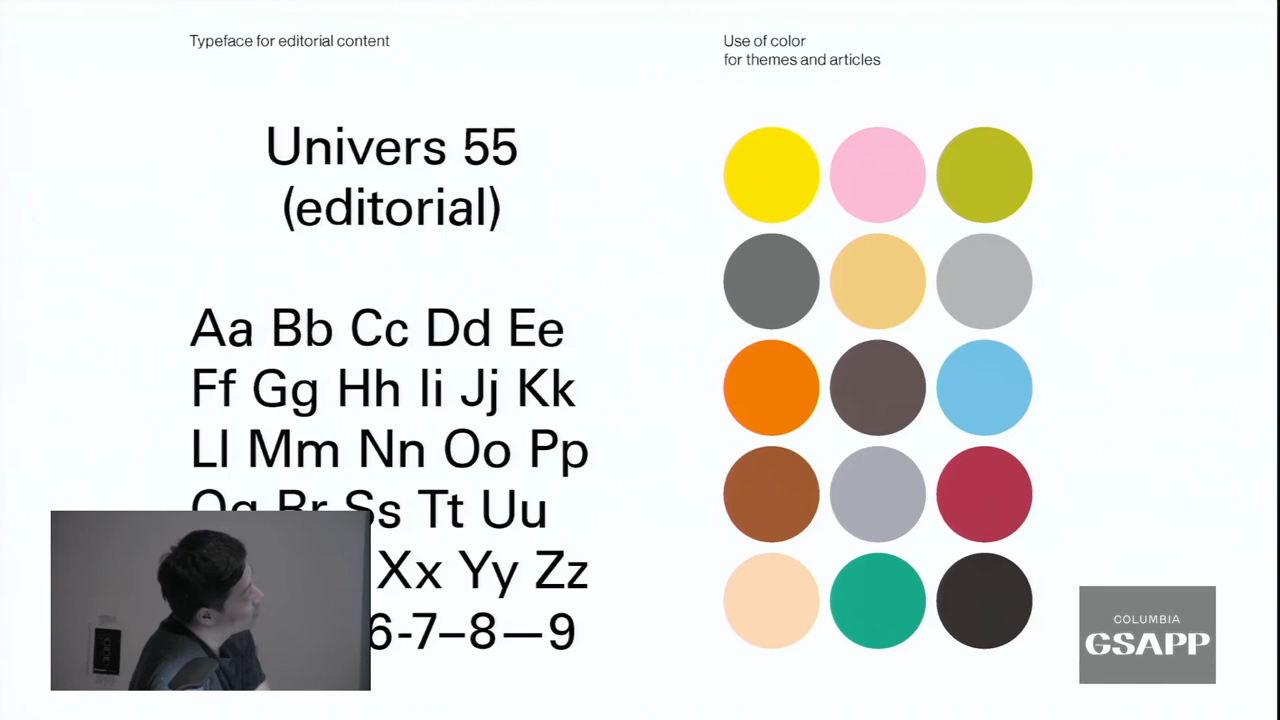 Typeface for editorial content
Use of color
for themes and articles
Univers 55
(editorial)
Aa Bb Cc Dd Ee
Ff Gg Hh Ii Jj Kk
Ll Mm Nn Oo Pp
Qq Rr Ss Tt Uu
Xx Yy Zz
6-7–8—9
COLUMBIA
GSAPP